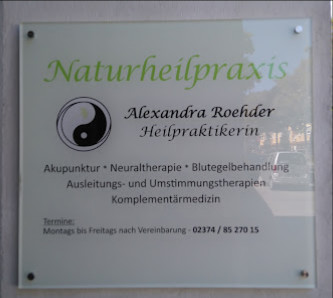 Naturheilpraxis
Alexandra Roehder
Heilpraktikerin
Akupunktur • Neuraltherapie • Blutegelbehandlung
Ausleitungs- und Umstimmungstherapien
Komplementärmedizin
Termine:
Montags bis Freitags nach Vereinbarung - 02374 / 85 270 15